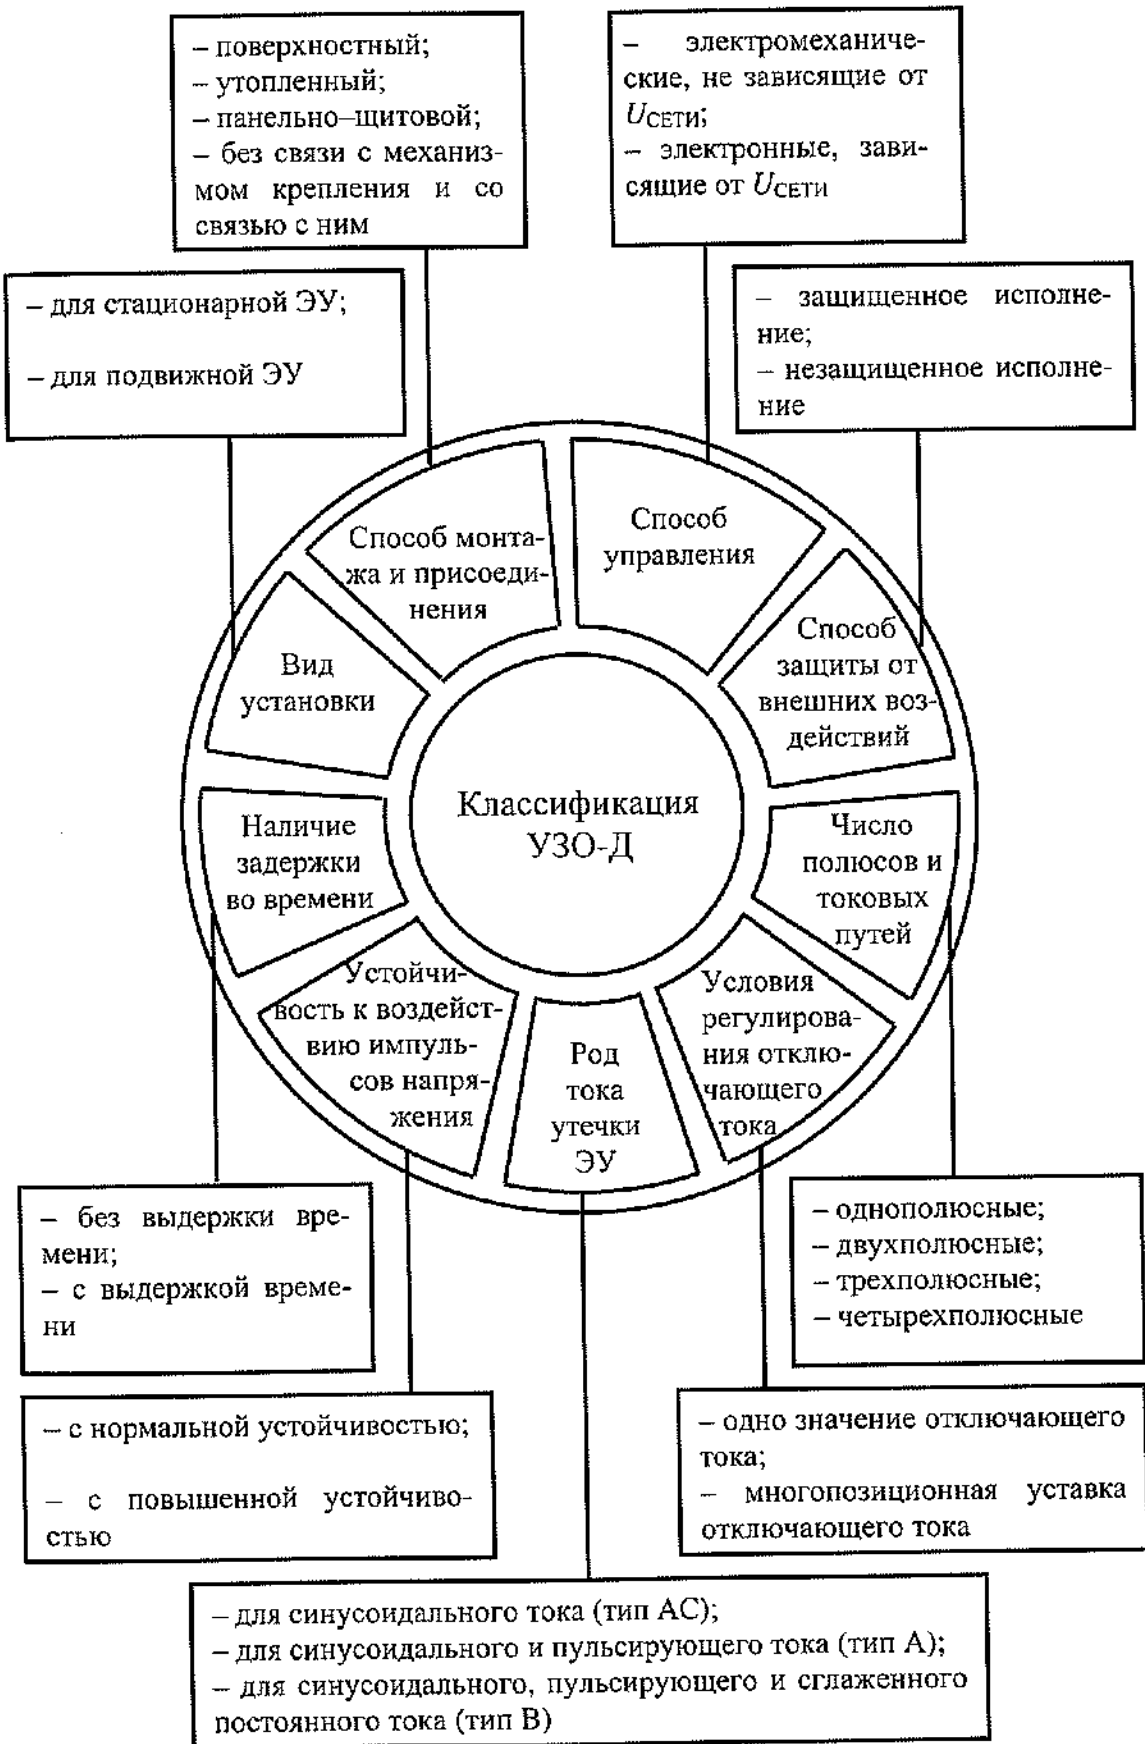 – поверхностный;
– утопленный;
– панельно–щитовой;
– без связи с механиз-
мом крепления и со
связью с ним
– электромеханиче-
ские, не зависящие от
UСЕТИ;
– электронные, зави-
сящие от UСЕТИ
– для стационарной ЭУ;
– для подвижной ЭУ
– защищенное исполне-
ние;
– незащищенное исполне-
ние
Способ монта-
жа и присоеди-
нения
Способ
управления
Вид
установки
Способ
защиты от
внешних воз-
действий
Классификация
УЗО-Д
Наличие
задержки
во времени
Число
полюсов и
токовых
путей
Устойчи-
вость к воздейст-
вию импуль-
сов напря-
жения
Род
тока
утечки
ЭУ
Условия
регулирова-
ния отклю-
чающего
тока
– без выдержки вре-
мени;
– с выдержкой време-
ни
– однополюсные;
– двухполюсные;
– трехполюсные;
– четырехполюсные
– с нормальной устойчивостью;
– с повышенной устойчиво-
стью
– одно значение отключающего
тока;
– многопозиционная уставка
отключающего тока
– для синусоидального тока (тип АС);
– для синусоидального и пульсирующего тока (тип А);
– для синусоидального, пульсирующего и сглаженного
постоянного тока (тип В)